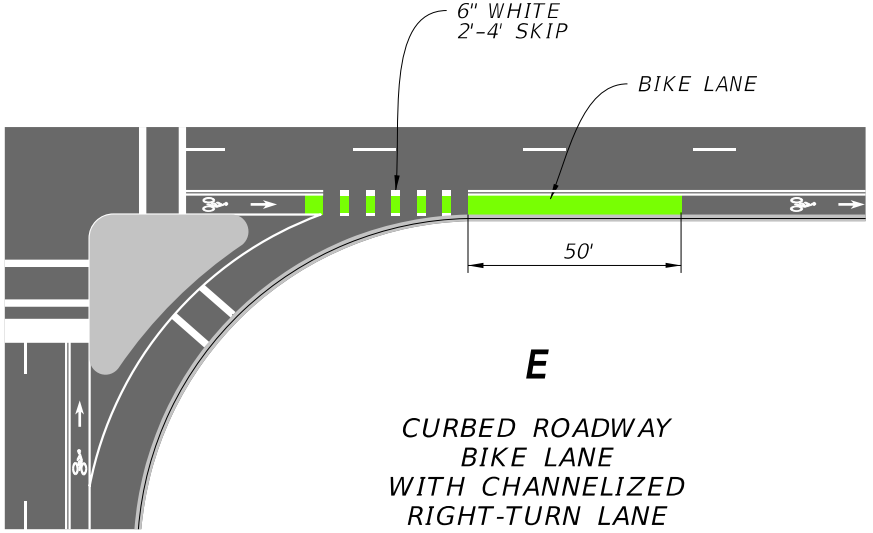 6" WHITE
2'-4' SKIP
BIKE LANE
50'
E
CURBED ROADWAY
BIKE LANE
WITH CHANNELIZED
RIGHT-TURN LANE